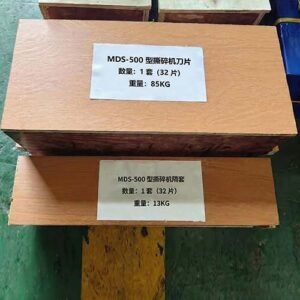 MDS-500 型撕碎机刀片
数量：1 套（32 片）
重量：85KG
MDS-500 型撕碎机隔套
数量：1 套（32 片）
重量：13KG